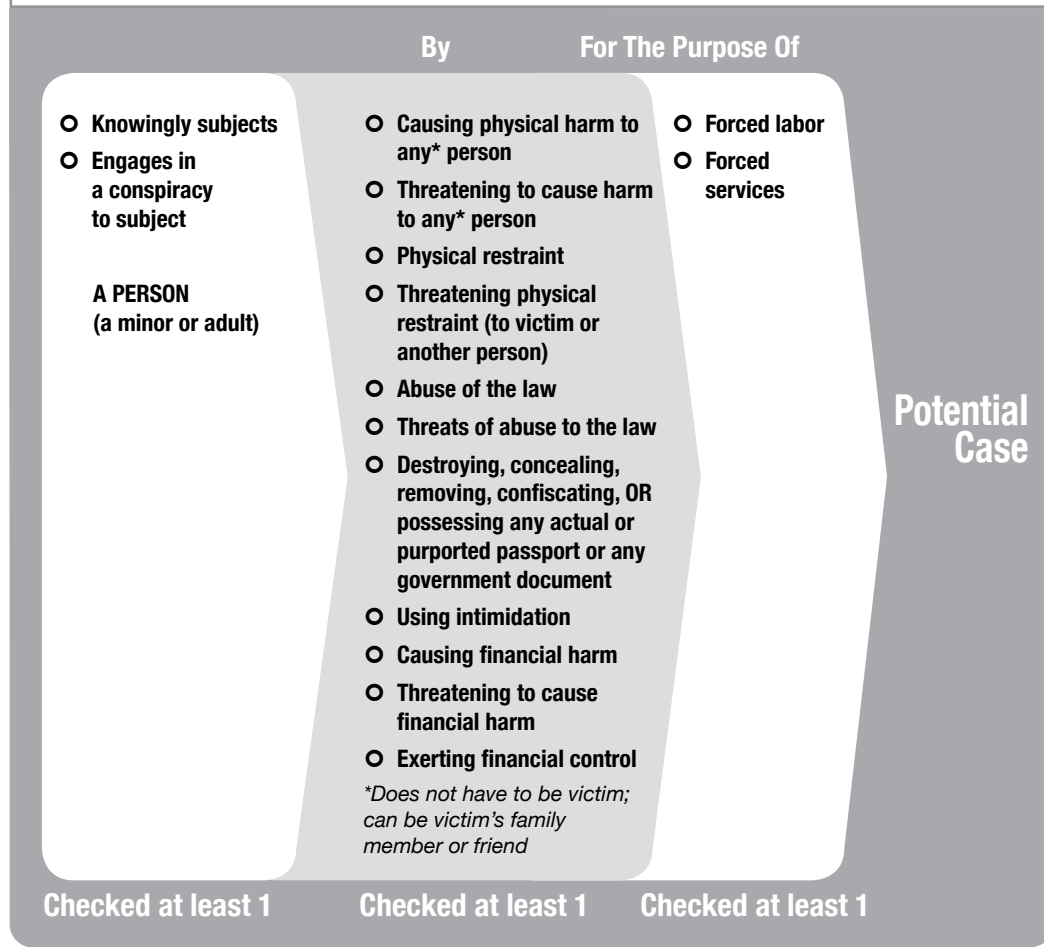 By
For The Purpose Of
Knowingly subjects
Engages in
a conspiracy
to subject
A PERSON
(a minor or adult)
Causing physical harm to
any* person
Threatening to cause harm
to any* person
Physical restraint
Threatening physical
restraint (to victim or
another person)
Abuse of the law
Threats of abuse to the law
Destroying, concealing,
removing, confiscating, OR
possessing any actual or
purported passport or any
government document
Using intimidation
Causing financial harm
Threatening to cause
financial harm
Exerting financial control
*Does not have to be victim;
can be victim's family
member or friend
Forced labor
Forced
services
Potential
Case
Checked at least 1
Checked at least 1
Checked at least 1